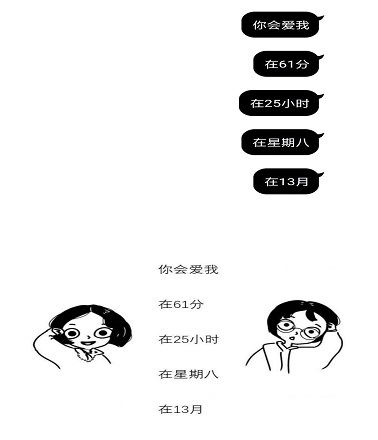 你会爱我
在61分
在25小时
在星期八
在13月
你会爱我
在61分
在25小时
在星期八
在13月